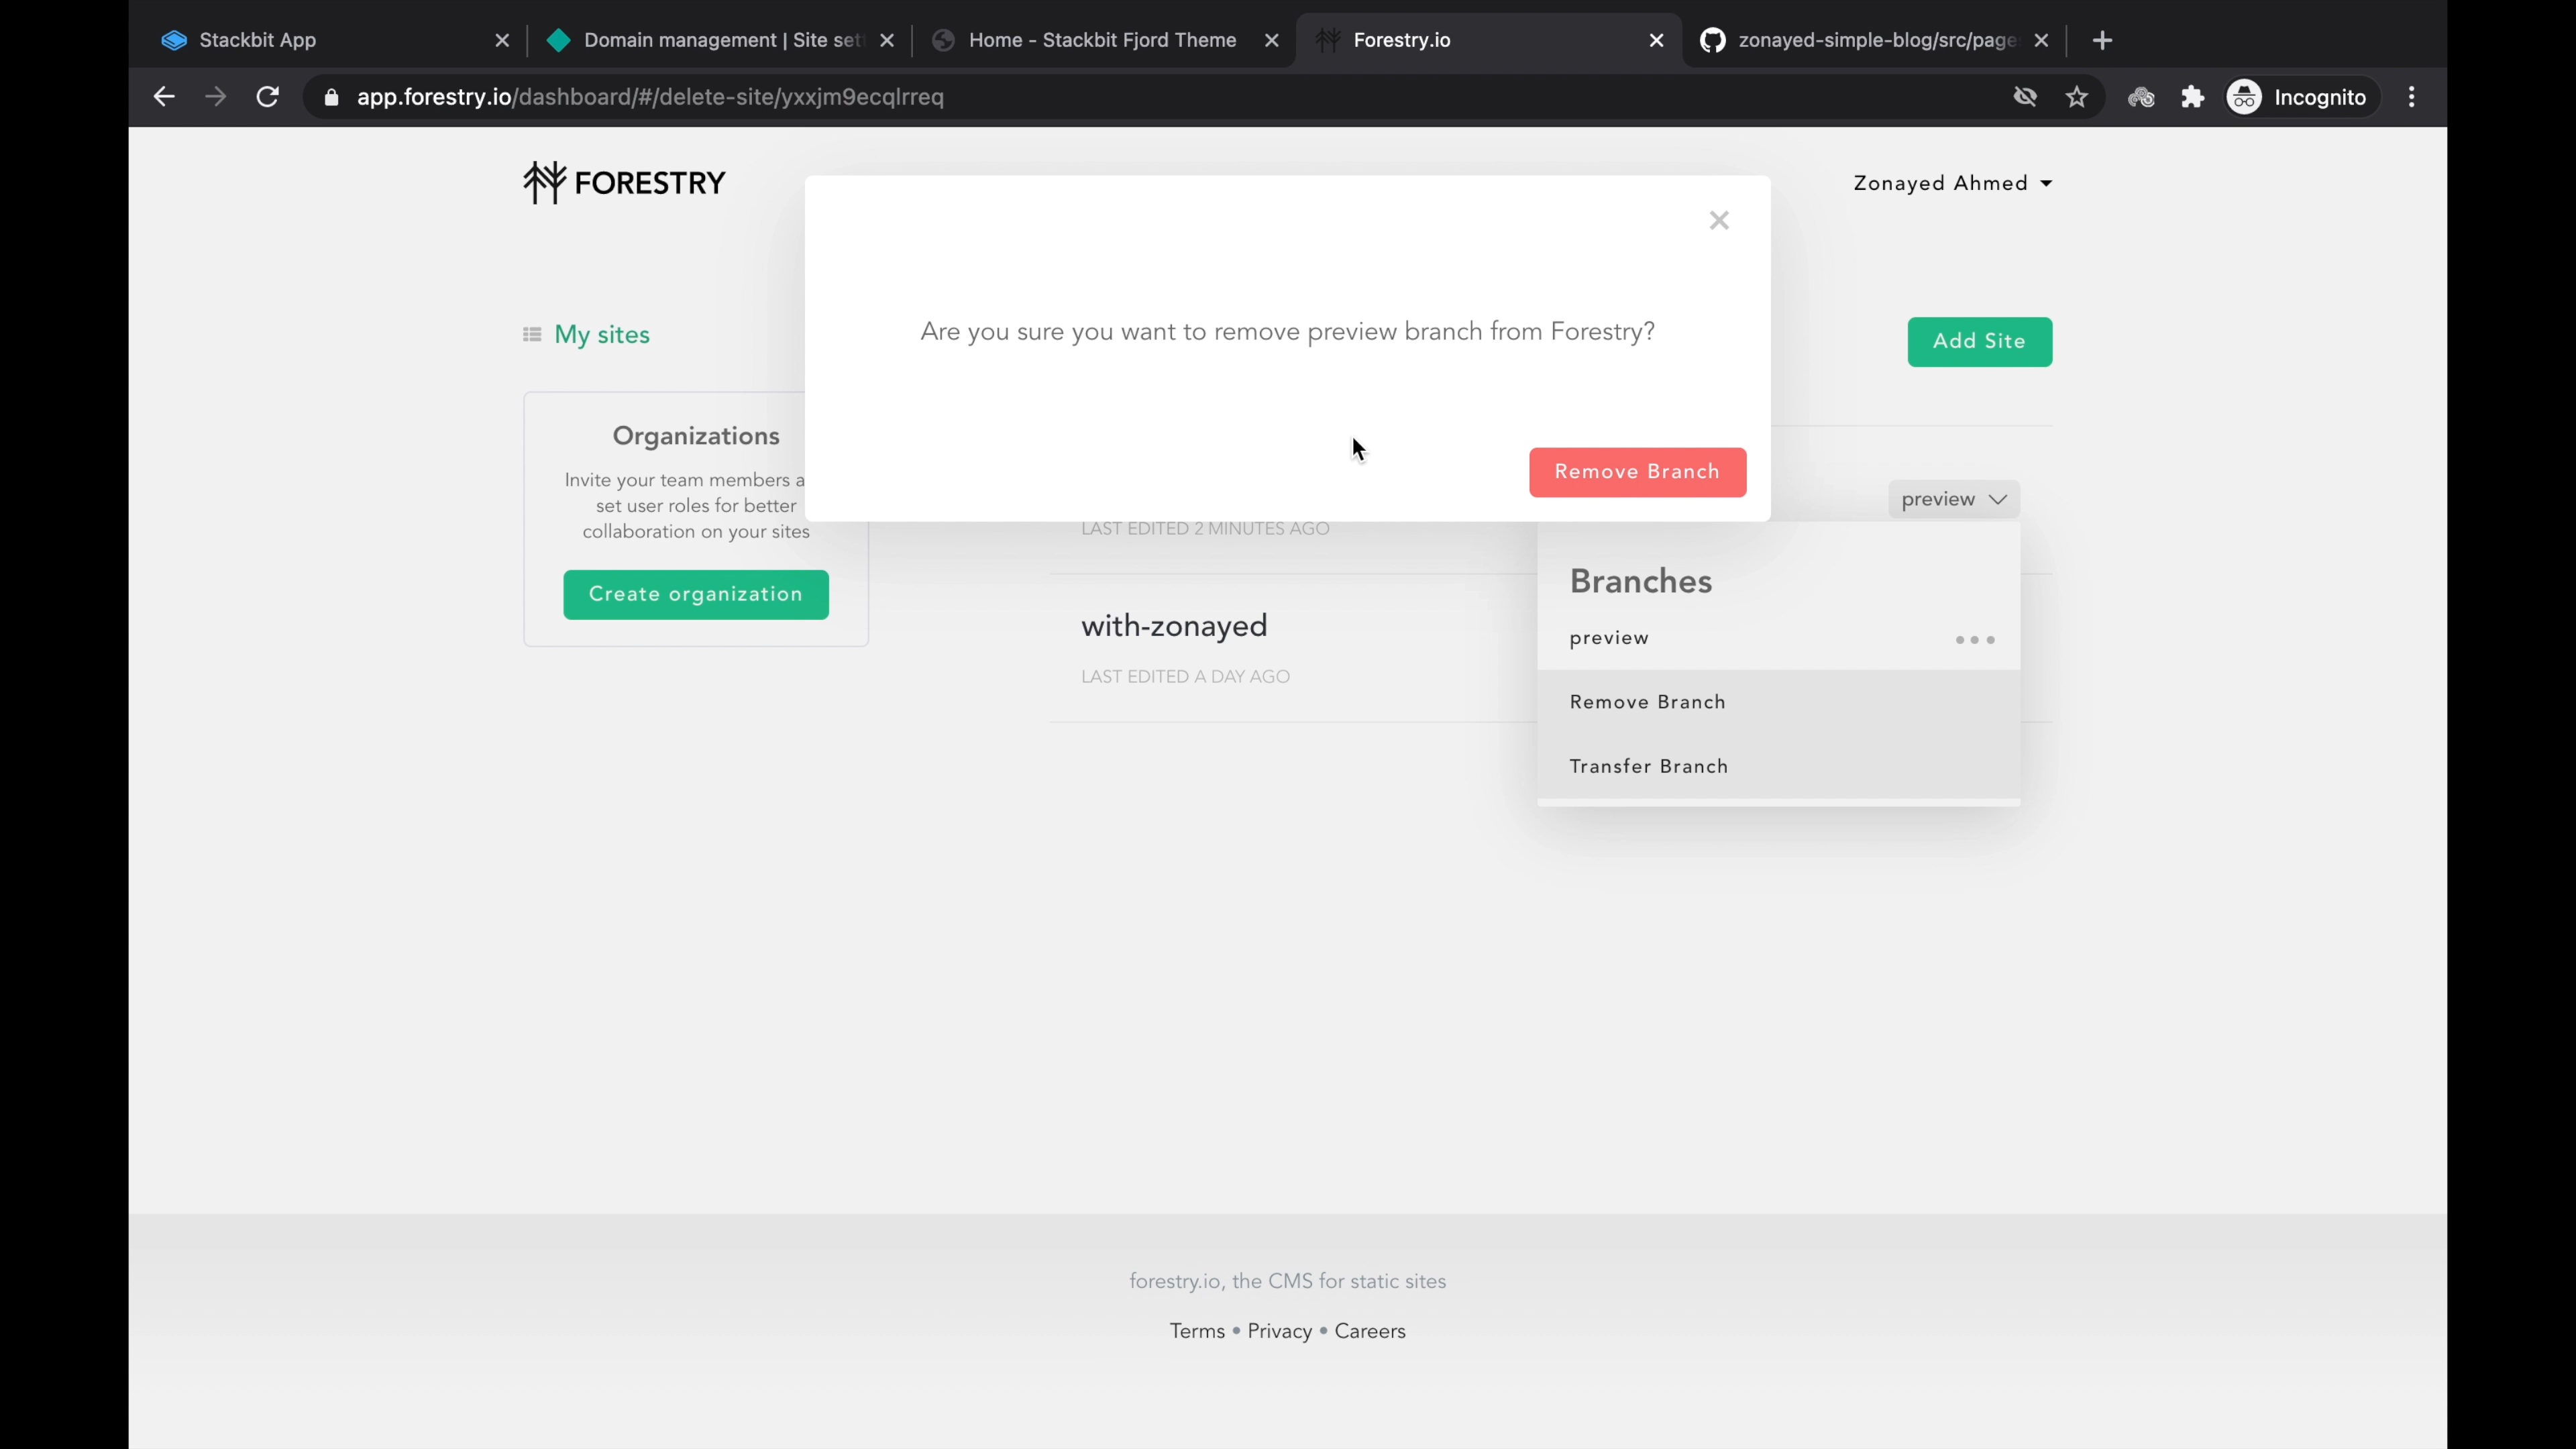 Stackbit App
Domain management | Site set
Home - Stackbit Fjord Theme
Forestry.io
zonayed-simple-blog/src/page
app.forestry.io/dashboard/#/delete-site/yxxjm9ecqlrreq
Incognito
FORESTRY
Zonayed Ahmed
My sites
Add Site
Are you sure you want to remove preview branch from Forestry?
Remove Branch
Organizations
Invite your team members a
set user roles for better
collaboration on your sites
Create organization
preview
LAST EDITED 2 MINUTES AGO
Branches
preview
Remove Branch
Transfer Branch
with-zonayed
LAST EDITED A DAY AGO
forestry.io, the CMS for static sites
Terms • Privacy • Careers